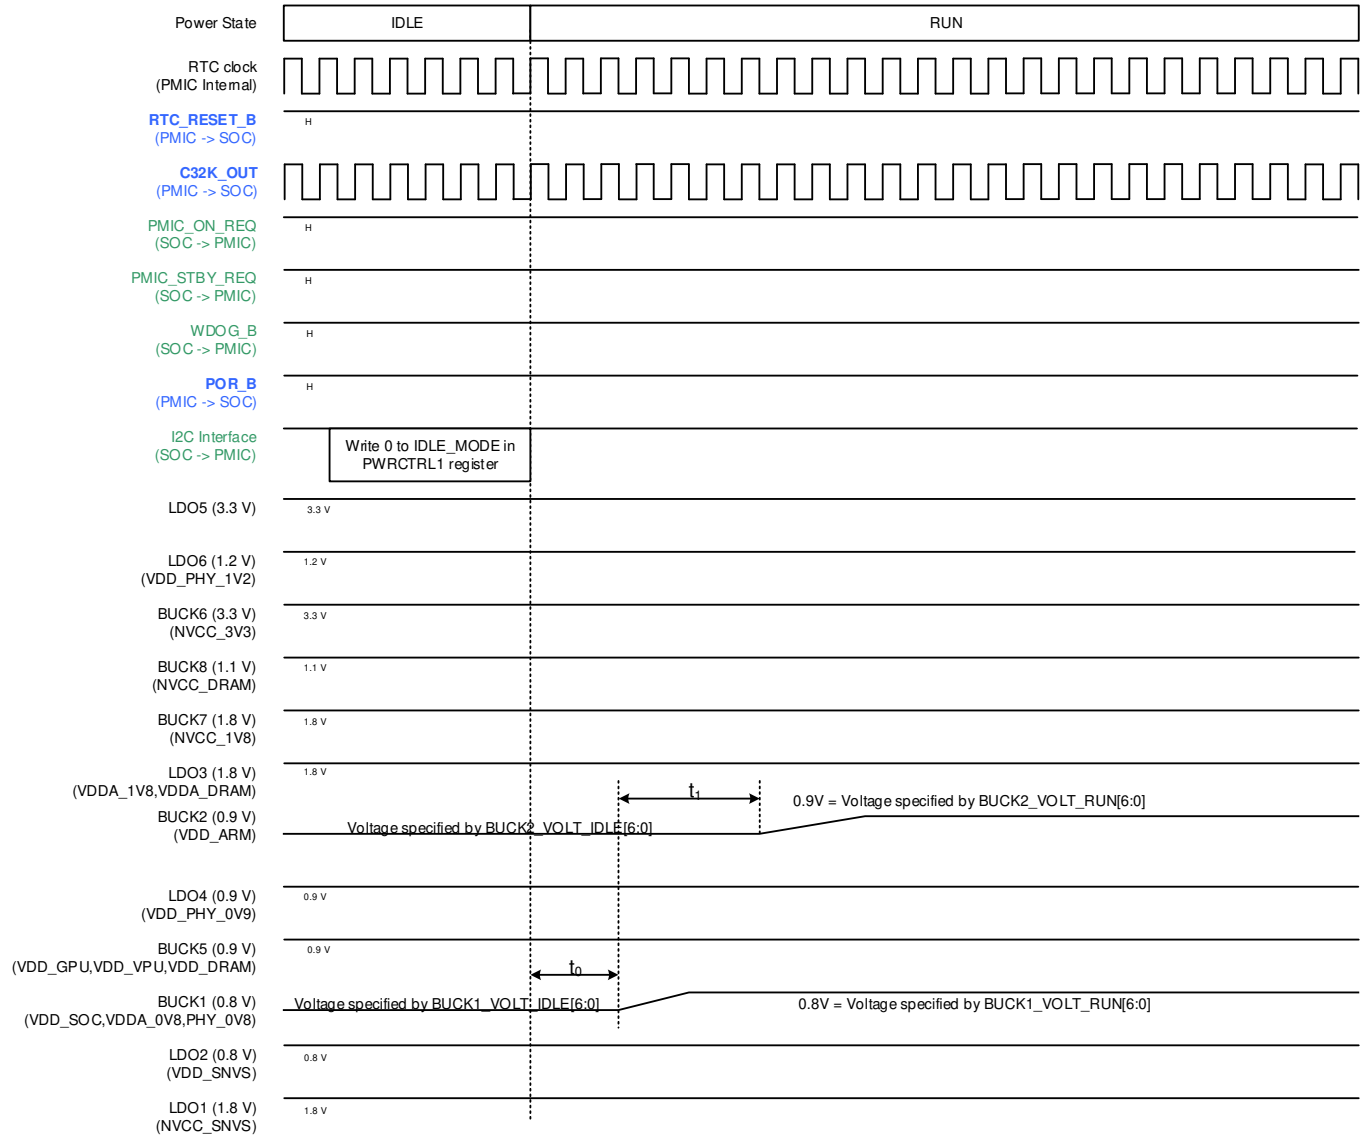 Power State
IDLE
RUN
RTC clock
(PMIC Internal)
RTC_RESET_B
(PMIC -> SOC)
H
C32K_OUT
(PMIC -> SOC)
PMIC_ON_REQ
(SOC -> PMIC)
H
PMIC_STBY_REQ
(SOC -> PMIC)
H
WDOG_B
(SOC -> PMIC)
H
POR_B
(PMIC -> SOC)
H
I2C Interface
(SOC -> PMIC)
Write 0 to IDLE_MODE in
PWRCTRL1 register
LDO5 (3.3 V)
3.3 V
LDO6 (1.2 V)
(VDD_PHY_1V2)
1.2 V
BUCK6 (3.3 V)
(NVCC_3V3)
3.3 V
BUCK8 (1.1 V)
(NVCC_DRAM)
1.1 V
BUCK7 (1.8 V)
(NVCC_1V8)
1.8 V
LDO3 (1.8 V)
(VDDA_1V8,VDDA_DRAM)
1.8 V
t1
BUCK2 (0.9 V)
(VDD_ARM)
Voltage specified by BUCK2_VOLT_IDLE[6:0]
0.9V = Voltage specified by BUCK2_VOLT_RUN[6:0]
LDO4 (0.9 V)
(VDD_PHY_0V9)
0.9 V
BUCK5 (0.9 V)
(VDD_GPU,VDD_VPU,VDD_DRAM)
0.9 V
t0
BUCK1 (0.8 V)
(VDD_SOC,VDDA_0V8,PHY_0V8)
Voltage specified by BUCK1_VOLT_IDLE[6:0]
0.8V = Voltage specified by BUCK1_VOLT_RUN[6:0]
LDO2 (0.8 V)
(VDD_SNVS)
0.8 V
LDO1 (1.8 V)
(NVCC_SNVS)
1.8 V